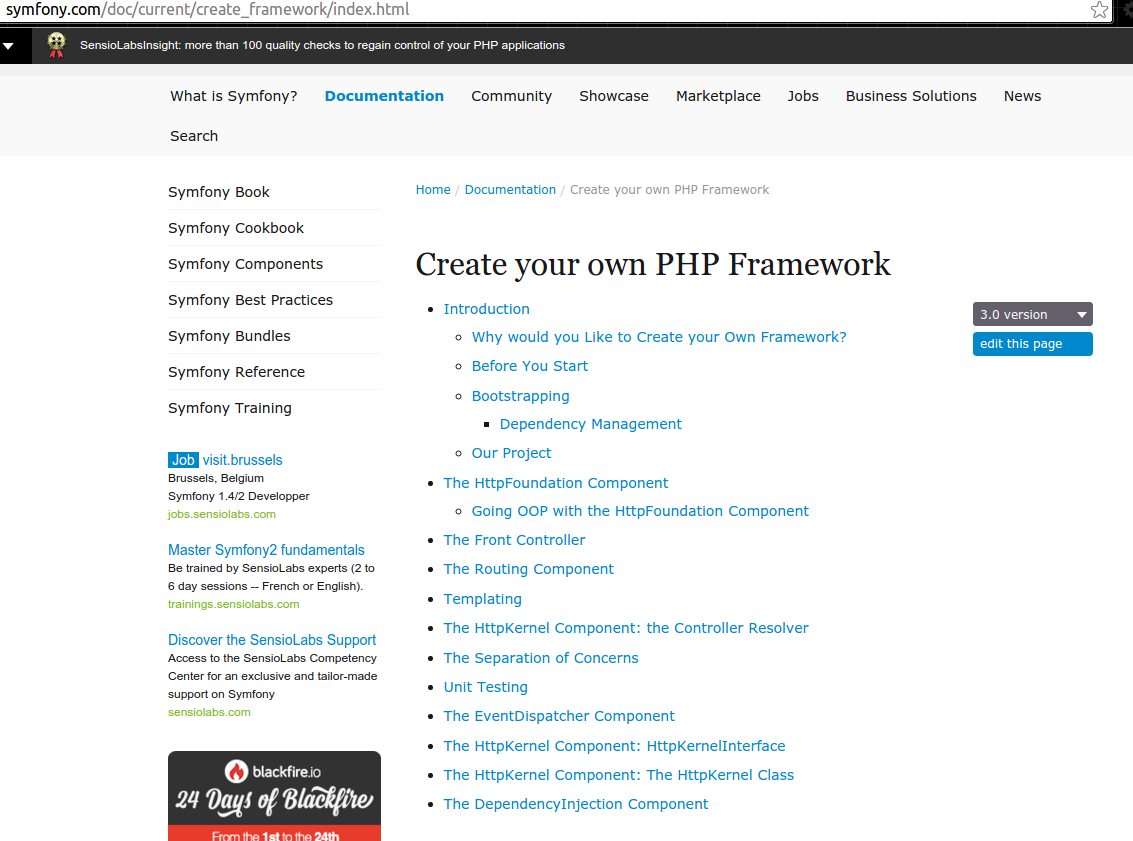 symfony.com/doc/current/create_framework/index.html
SensioLabsInsight: more than 100 quality checks to regain control of your PHP applications
What is Symfony? Documentation Community Showcase Marketplace Jobs Business Solutions News
Search
Symfony Book
Symfony Cookbook
Symfony Components
Symfony Best Practices
Symfony Bundles
Symfony Reference
Symfony Training
Job visit.brussels
Brussels, Belgium
Symfony 1.4/2 Developper
jobs.sensiolabs.com
Master Symfony2 fundamentals
Be trained by SensioLabs experts (2 to
6 day sessions -- French or English).
trainings.sensiolabs.com
Discover the SensioLabs Support
Access to the SensioLabs Competency
Center for an exclusive and tailor-made
support on Symfony
sensiolabs.com
blackfire.io
24 Days of Blackfire
From the 1st to the 24th
Home / Documentation / Create your own PHP Framework
Create your own PHP Framework
Introduction
Why would you Like to Create your Own Framework?
Before You Start
Bootstrapping
Dependency Management
Our Project
The HttpFoundation Component
Going OOP with the HttpFoundation Component
The Front Controller
The Routing Component
Templating
The HttpKernel Component: the Controller Resolver
The Separation of Concerns
Unit Testing
The EventDispatcher Component
The HttpKernel Component: HttpKernelInterface
The HttpKernel Component: The HttpKernel Class
The DependencyInjection Component
3.0 version
edit this page